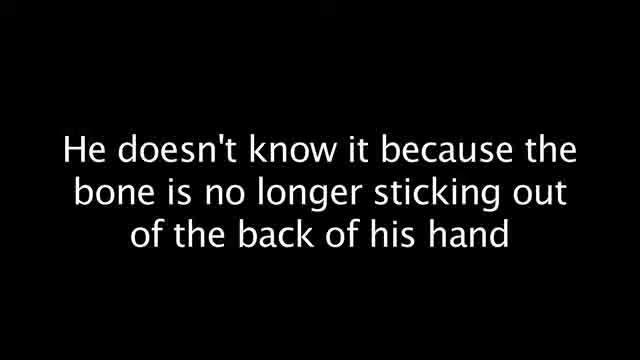 He doesn't know it because the
bone is no longer sticking out
of the back of his hand